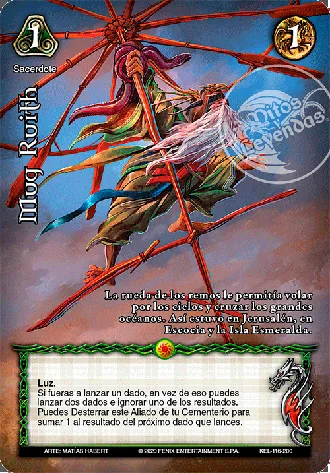 1
1
Sacerdote
Mug Ruith
Mitos
Leyendas
La rueda de los remos le permitía volar
por los cielos y cruzar los grandes
océanos. Así estuvo en Jerusalén, en
Escocia y la Isla Esmeralda.
Luz.
Si fueras a lanzar un dado, en vez de eso puedes
lanzar dos dados e ignorar uno de los resultados.
Puedes Desterrar este Aliado de tu Cementerio para
sumar 1 al resultado del próximo dado que lances.
ARTE: MATÍAS HABERT
© 2020 FENIX ENTERTAINMENT S.P.A.